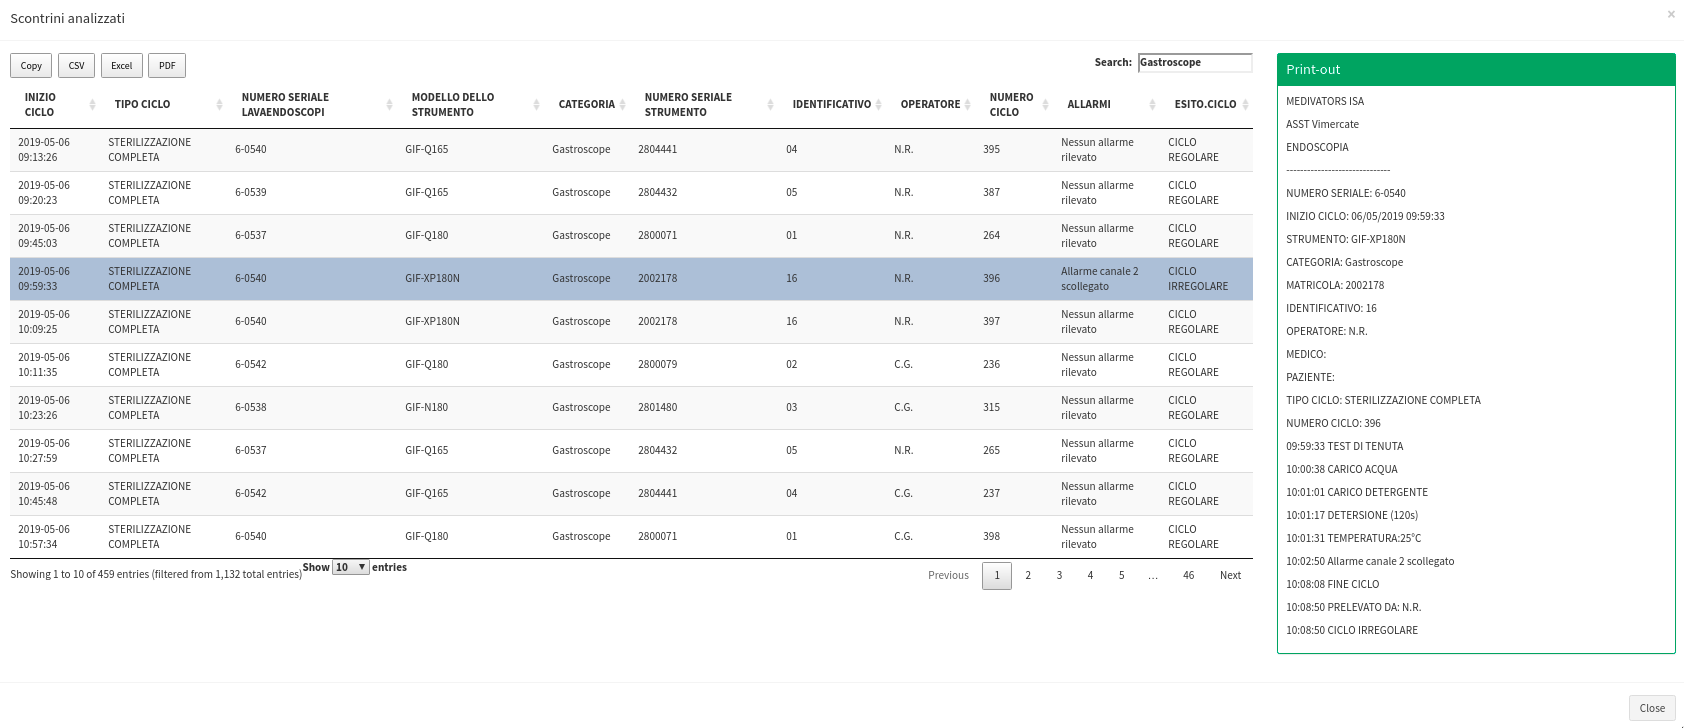 Scontrini analizzati
×
Copy CSV Excel PDF
Search: Gastroscope
INIZIO CICLO TIPO CICLO NUMERO SERIALE LAVAENDOSCOPI MODELLO DELLO STRUMENTO CATEGORIA NUMERO SERIALE STRUMENTO IDENTIFICATIVO OPERATORE NUMERO CICLO ALLARMI ESITO.CICLO
2019-05-06 09:13:26 STERILIZZAZIONE COMPLETA 6-0540 GIF-Q165 Gastroscope 2804441 04 N.R. 395 Nessun allarme rilevato CICLO REGOLARE
2019-05-06 09:20:23 STERILIZZAZIONE COMPLETA 6-0539 GIF-Q165 Gastroscope 2804432 05 N.R. 387 Nessun allarme rilevato CICLO REGOLARE
2019-05-06 09:45:03 STERILIZZAZIONE COMPLETA 6-0537 GIF-Q180 Gastroscope 2800071 01 N.R. 264 Nessun allarme rilevato CICLO REGOLARE
2019-05-06 09:59:33 STERILIZZAZIONE COMPLETA 6-0540 GIF-XP180N Gastroscope 2002178 16 N.R. 396 Allarme canale 2 scollegato CICLO IRREGOLARE
2019-05-06 10:09:25 STERILIZZAZIONE COMPLETA 6-0540 GIF-XP180N Gastroscope 2002178 16 N.R. 397 Nessun allarme rilevato CICLO REGOLARE
2019-05-06 10:11:35 STERILIZZAZIONE COMPLETA 6-0542 GIF-Q180 Gastroscope 2800079 02 C.G. 236 Nessun allarme rilevato CICLO REGOLARE
2019-05-06 10:23:26 STERILIZZAZIONE COMPLETA 6-0538 GIF-N180 Gastroscope 2801480 03 C.G. 315 Nessun allarme rilevato CICLO REGOLARE
2019-05-06 10:27:59 STERILIZZAZIONE COMPLETA 6-0537 GIF-Q165 Gastroscope 2804432 05 N.R. 265 Nessun allarme rilevato CICLO REGOLARE
2019-05-06 10:45:48 STERILIZZAZIONE COMPLETA 6-0542 GIF-Q165 Gastroscope 2804441 04 C.G. 237 Nessun allarme rilevato CICLO REGOLARE
2019-05-06 10:57:34 STERILIZZAZIONE COMPLETA 6-0540 GIF-Q180 Gastroscope 2800071 01 C.G. 398 Nessun allarme rilevato CICLO REGOLARE
Showing 1 to 10 of 459 entries (filtered from 1,132 total entries) Show 10 entries
Previous 1 2 3 4 5 … 46 Next
Print-out
MEDIVATORS ISA
ASST Vimercate
ENDOSCOPIA
------------------------------
NUMERO SERIALE: 6-0540
INIZIO CICLO: 06/05/2019 09:59:33
STRUMENTO: GIF-XP180N
CATEGORIA: Gastroscope
MATRICOLA: 2002178
IDENTIFICATIVO: 16
OPERATORE: N.R.
MEDICO:
PAZIENTE:
TIPO CICLO: STERILIZZAZIONE COMPLETA
NUMERO CICLO: 396
09:59:33 TEST DI TENUTA
10:00:38 CARICO ACQUA
10:01:01 CARICO DETERGENTE
10:01:17 DETERSIONE (120s)
10:01:31 TEMPERATURA:25°C
10:02:50 Allarme canale 2 scollegato
10:08:08 FINE CICLO
10:08:50 PRELEVATO DA: N.R.
10:08:50 CICLO IRREGOLARE
Close